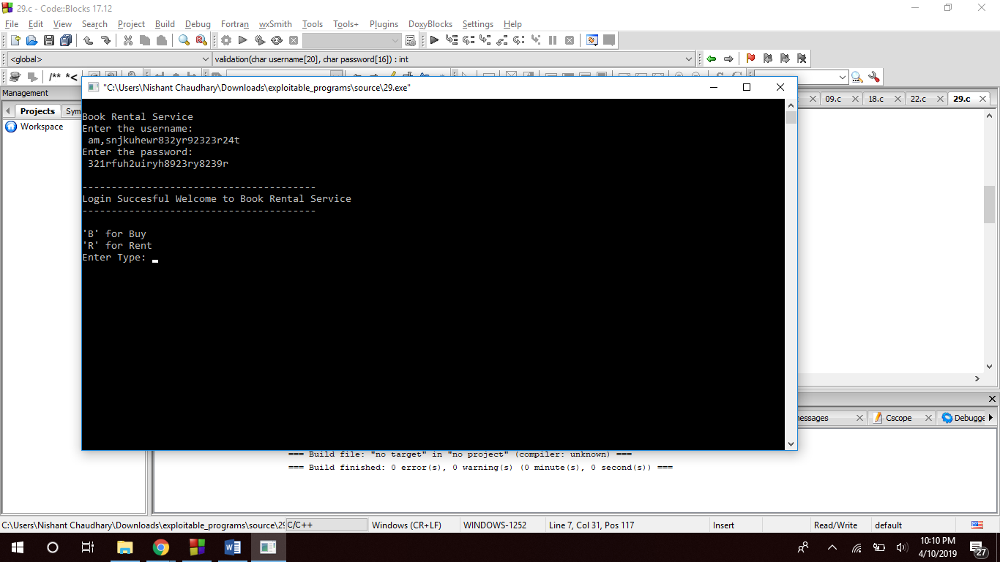 29.c - Code::Blocks 17.12
File Edit View Search Project Build Debug Fortran wxSmith Tools Tools+ Plugins DoxyBlocks Settings Help
<global> validation(char username[20], char password[16]) : int
/** *<
Management
"C:\Users\Nishant Chaudhary\Downloads\exploitable_programs\source\29.exe"
09.c 18.c 22.c 29.c
Projects Sym
Workspace
Book Rental Service
Enter the username:
am,snjkuhewr832yr92323r24t
Enter the password:
321rfuh2uiryh8923ry8239r
----------------------------------------
Login Succesful Welcome to Book Rental Service
----------------------------------------
'B' for Buy
'R' for Rent
Enter Type:
essages Cscope Debugge
=== Build file: "no target" in "no project" (compiler: unknown) ===
=== Build finished: 0 error(s), 0 warning(s) (0 minute(s), 0 second(s)) ===
C:\Users\Nishant Chaudhary\Downloads\exploitable_programs\source\29 C/C++ Windows (CR+LF) WINDOWS-1252 Line 7, Col 31, Pos 117 Insert Read/Write default
10:10 PM
4/10/2019
27